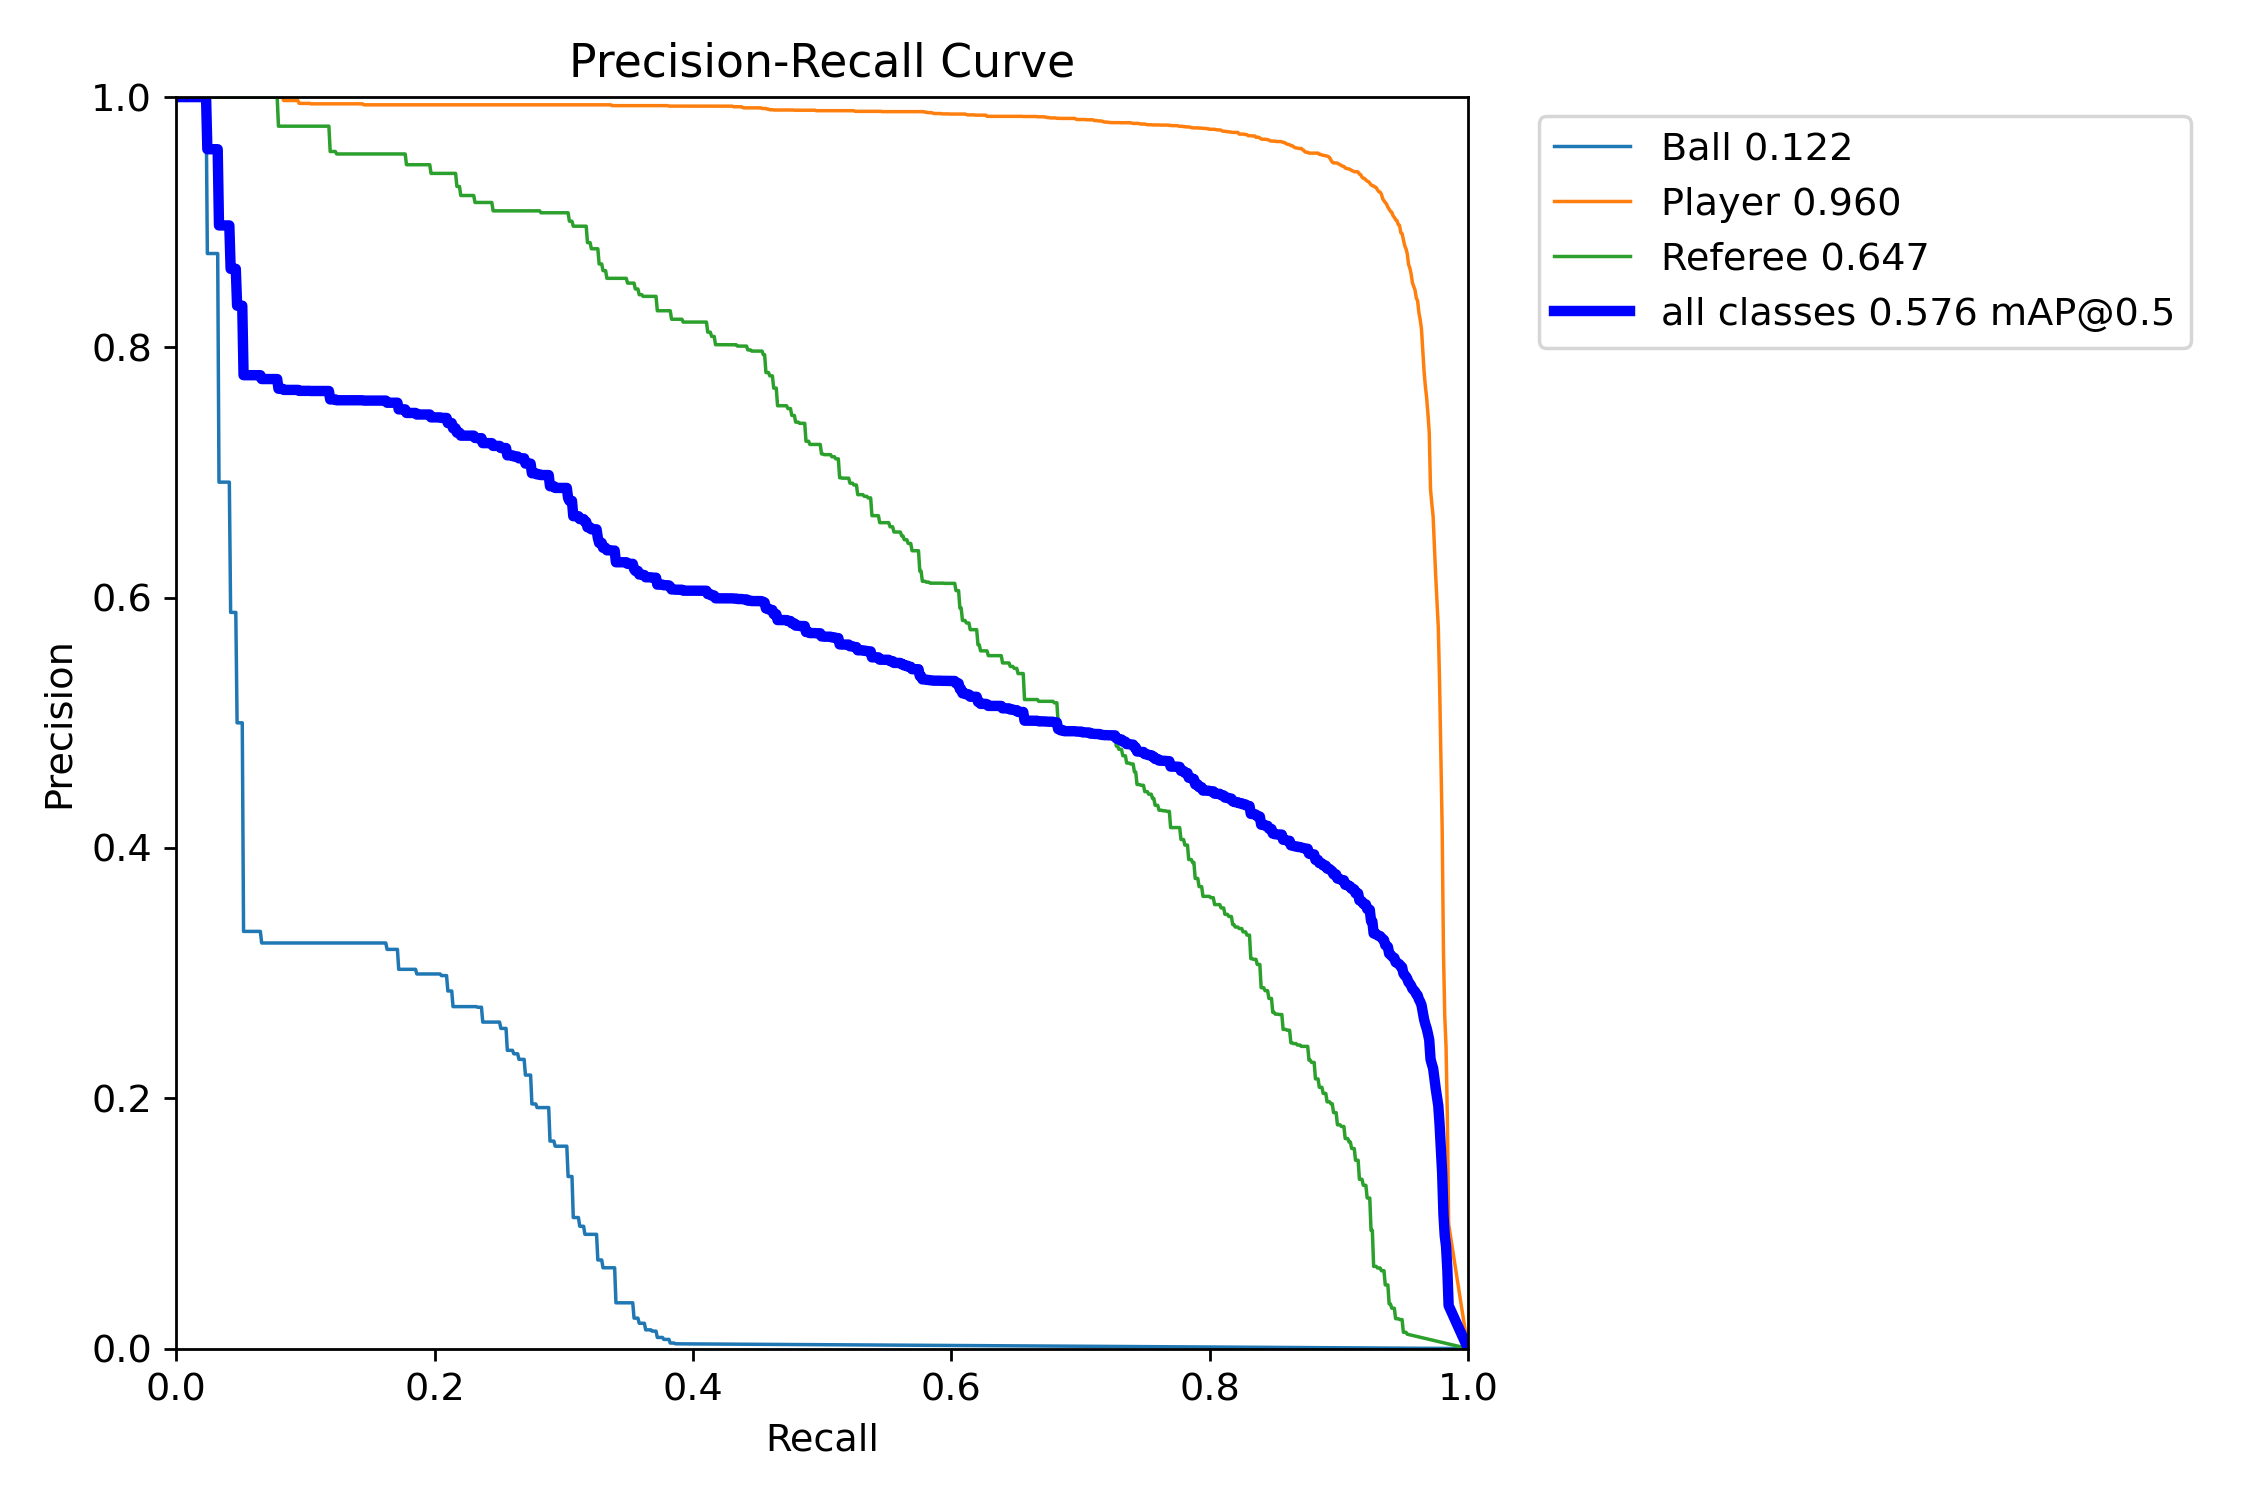 Precision-Recall Curve
1.0
0.8
0.6
0.4
0.2
0.0
Precision
0.0 0.2 0.4 0.6 0.8 1.0
Recall
Ball 0.122
Player 0.960
Referee 0.647
all classes 0.576 mAP@0.5